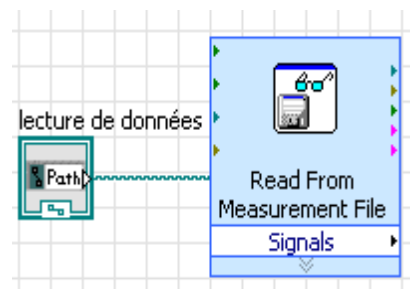 lecture de données
Path
Read From
Measurement File
Signals